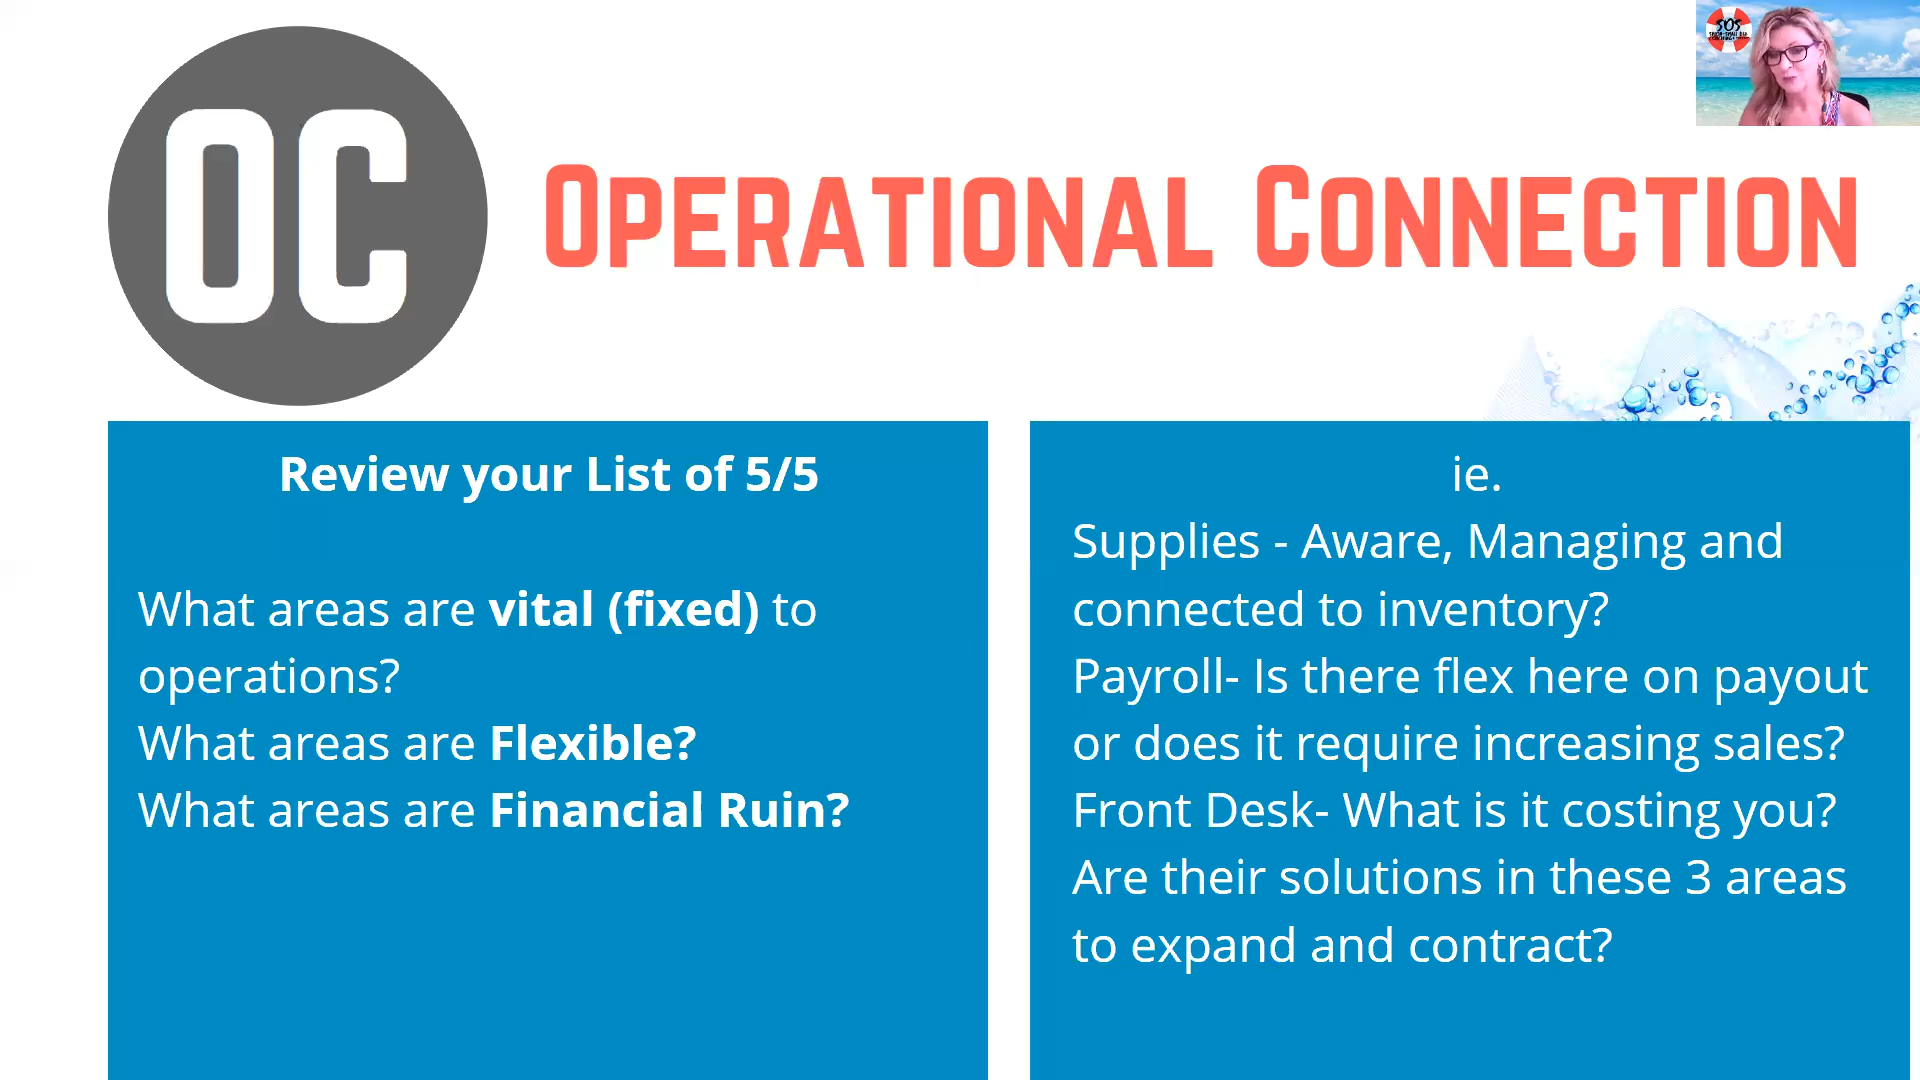 SOS
OC
OPERATIONAL CONNECTION
Review your List of 5/5
What areas are vital (fixed) to
operations?
What areas are Flexible?
What areas are Financial Ruin?
ie.
Supplies - Aware, Managing and
connected to inventory?
Payroll- Is there flex here on payout
or does it require increasing sales?
Front Desk- What is it costing you?
Are their solutions in these 3 areas
to expand and contract?